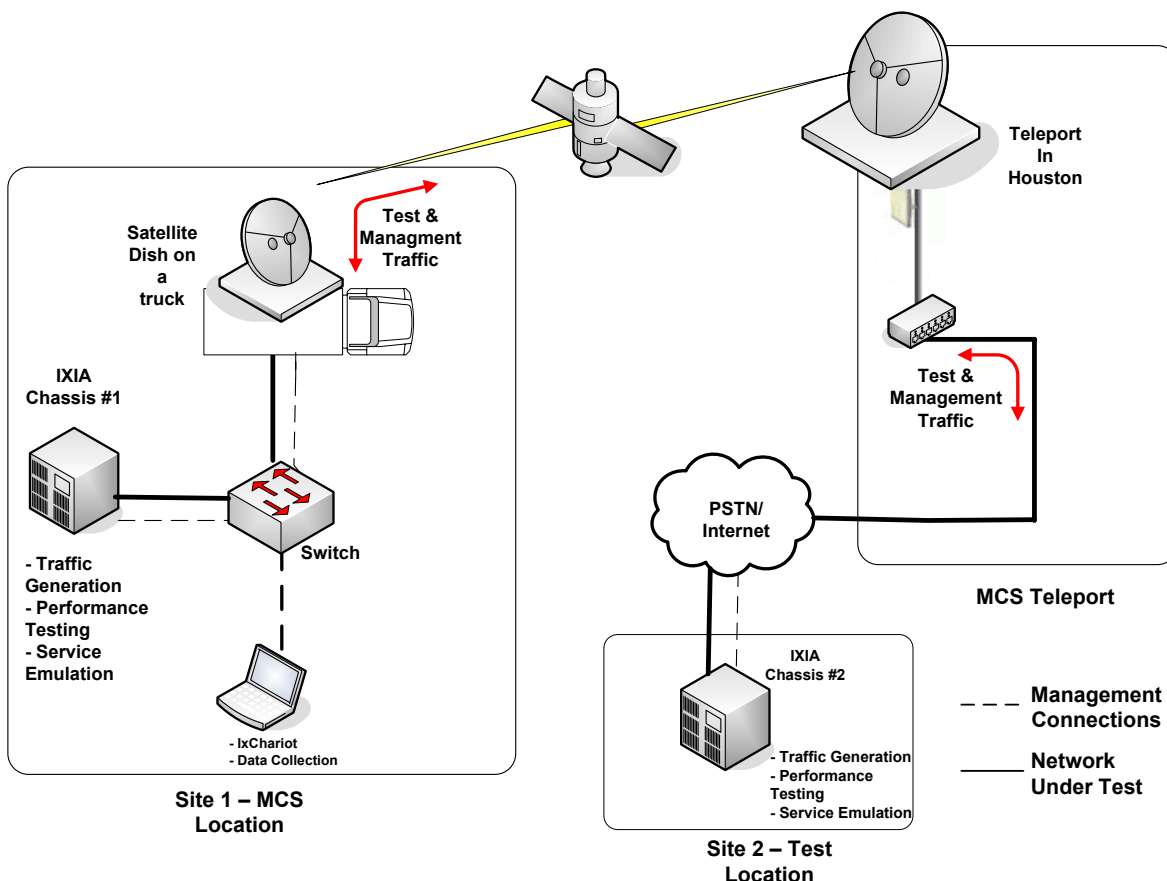 Teleport
In
Houston
Satellite
Dish on
a
truck
Test &
Managment
Traffic
IXIA
Chassis #1
Test &
Management
Traffic
PSTN/
Internet
Switch
- Traffic
Generation
- Performance
Testing
- Service
Emulation
MCS Teleport
IXIA
Chassis #2
- IxChariot
- Data Collection
- Traffic Generation
- Performance
Testing
- Service Emulation
Management
Connections
Network
Under Test
Site 1 – MCS
Location
Site 2 – Test
Location